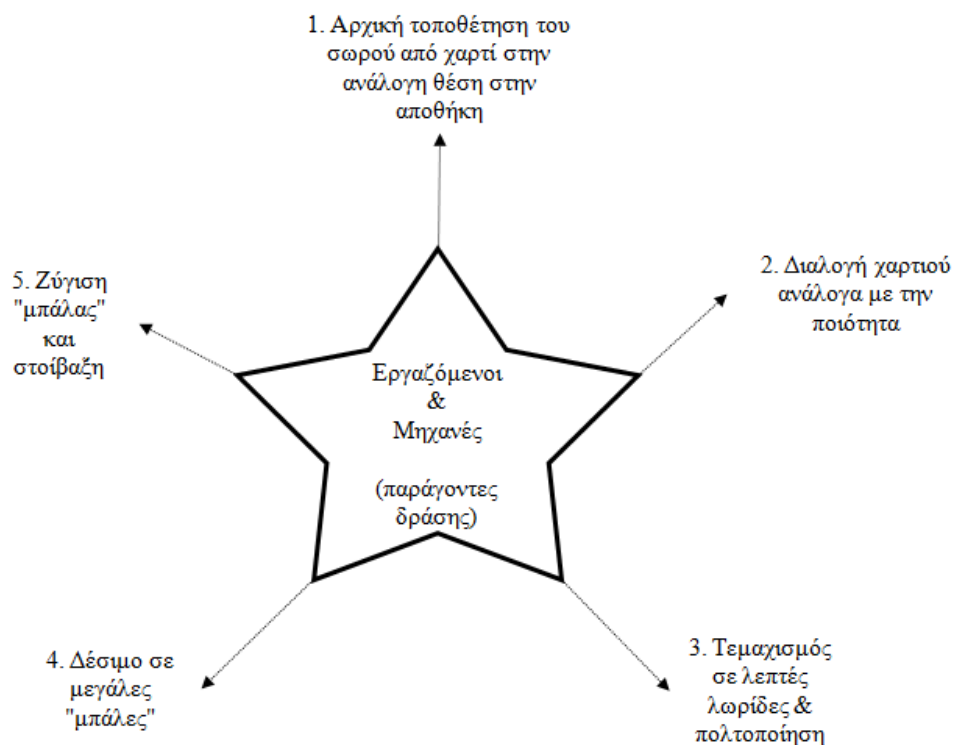 1. Αρχική τοποθέτηση του
σωρού από χαρτί στην
ανάλογη θέση στην
αποθήκη
2. Διαλογή χαρτιού
ανάλογα με την
ποιότητα
3. Τεμαχισμός
σε λεπτές
λωρίδες &
πολτοποίηση
4. Δέσιμο σε
μεγάλες
"μπάλες"
5. Ζύγιση
"μπάλας"
και
στοίβαξη
Εργαζόμενοι
&
Μηχανές
(παράγοντες
δράσης)